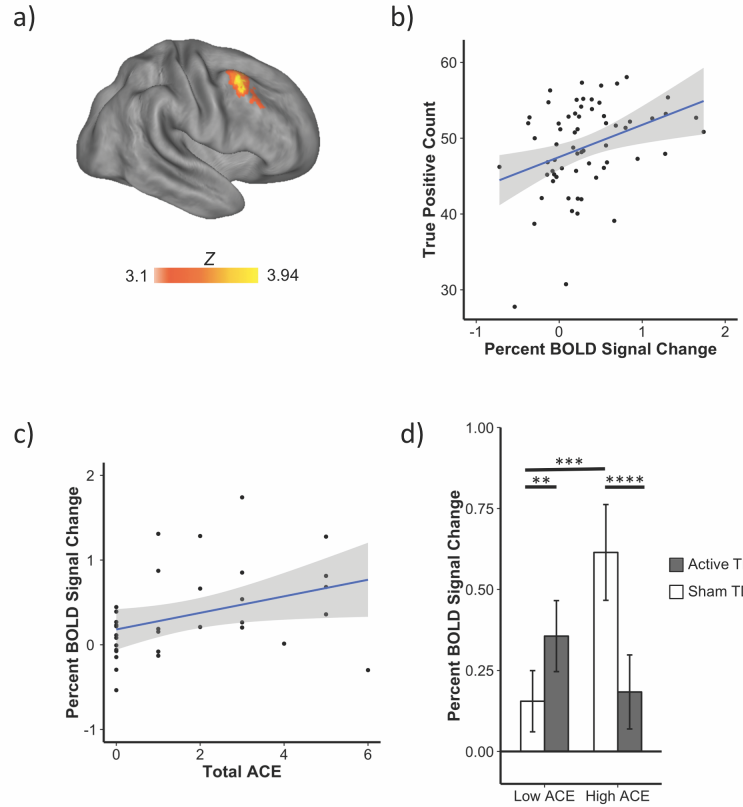 a)
Z
3.1 3.94
b)
True Positive Count
60
50
40
30
-1 0 1 2
Percent BOLD Signal Change
c)
Percent BOLD Signal Change
2
1
0
-1
0 2 4 6
Total ACE
d)
Percent BOLD Signal Change
1.00
0.75
0.50
0.25
0.00
***
** ****
Low ACE High ACE
Active T
Sham TI